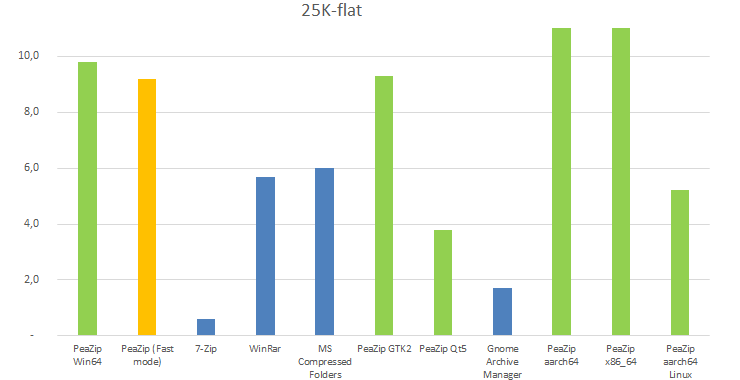 25K-flat
10,0
8,0
6,0
4,0
2,0
-
PeaZip Win64
PeaZip (Fast mode)
7-Zip
WinRar
MS Compressed Folders
PeaZip GTK2
PeaZip Qt5
Gnome Archive Manager
PeaZip aarch64
PeaZip x86_64
PeaZip aarch64 Linux